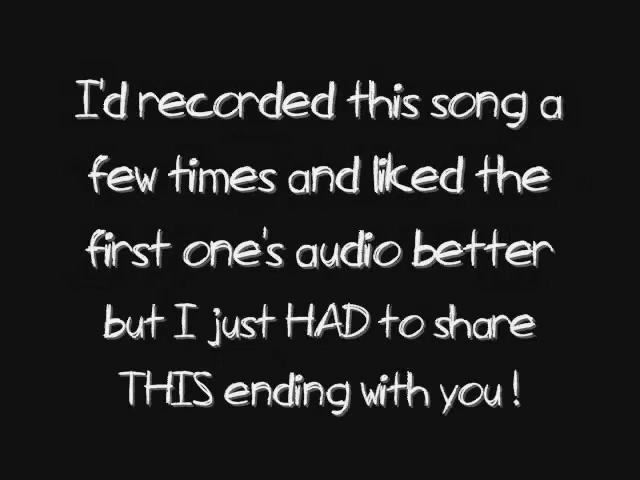 I'd recorded this song a
few times and liked the
first one's audio better
but I just HAD to share
THIS ending with you !